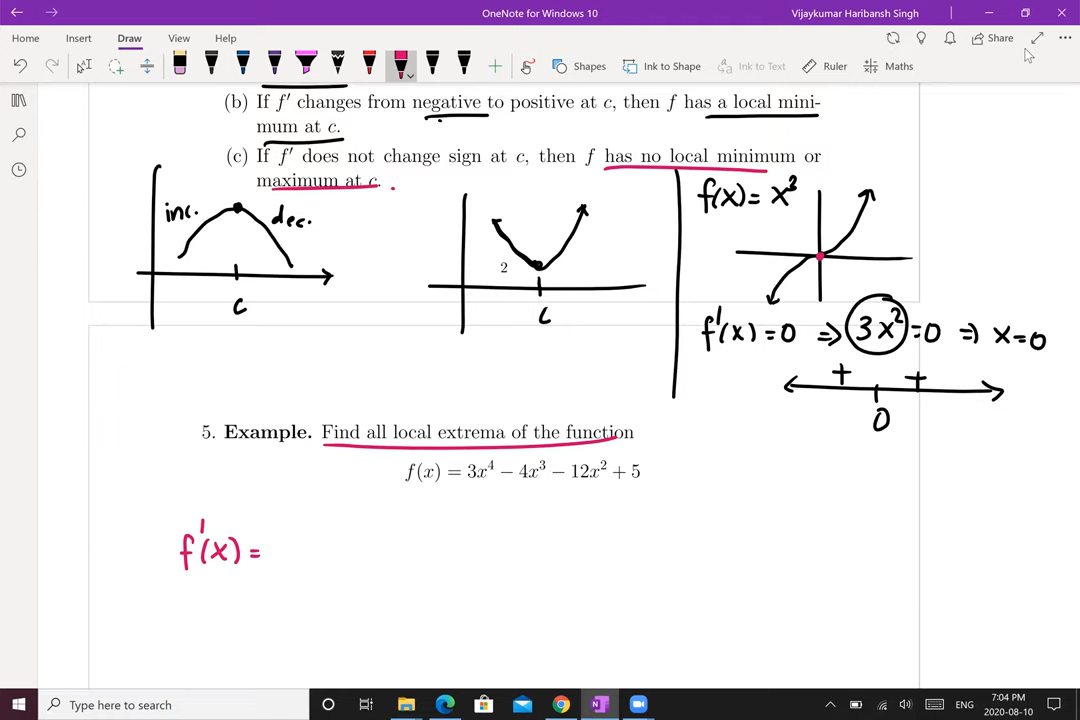 OneNote for Windows 10
Vijaykumar Haribansh Singh
Home Insert Draw View Help
Share
Shapes Ink to Shape Ink to Text Ruler Maths
(b) If f′ changes from negative to positive at c, then f has a local mini-
mum at c.
(c) If f′ does not change sign at c, then f has no local minimum or
maximum at c.
inc. dec.
c
2
c
f(x) = x³
f'(x) = 0 ⇒ 3x² = 0 ⇒ x = 0
+ +
0
5. Example. Find all local extrema of the function
f(x) = 3x⁴ − 4x³ − 12x² + 5
f'(x) =
Type here to search
ENG
7:04 PM
2020-08-10